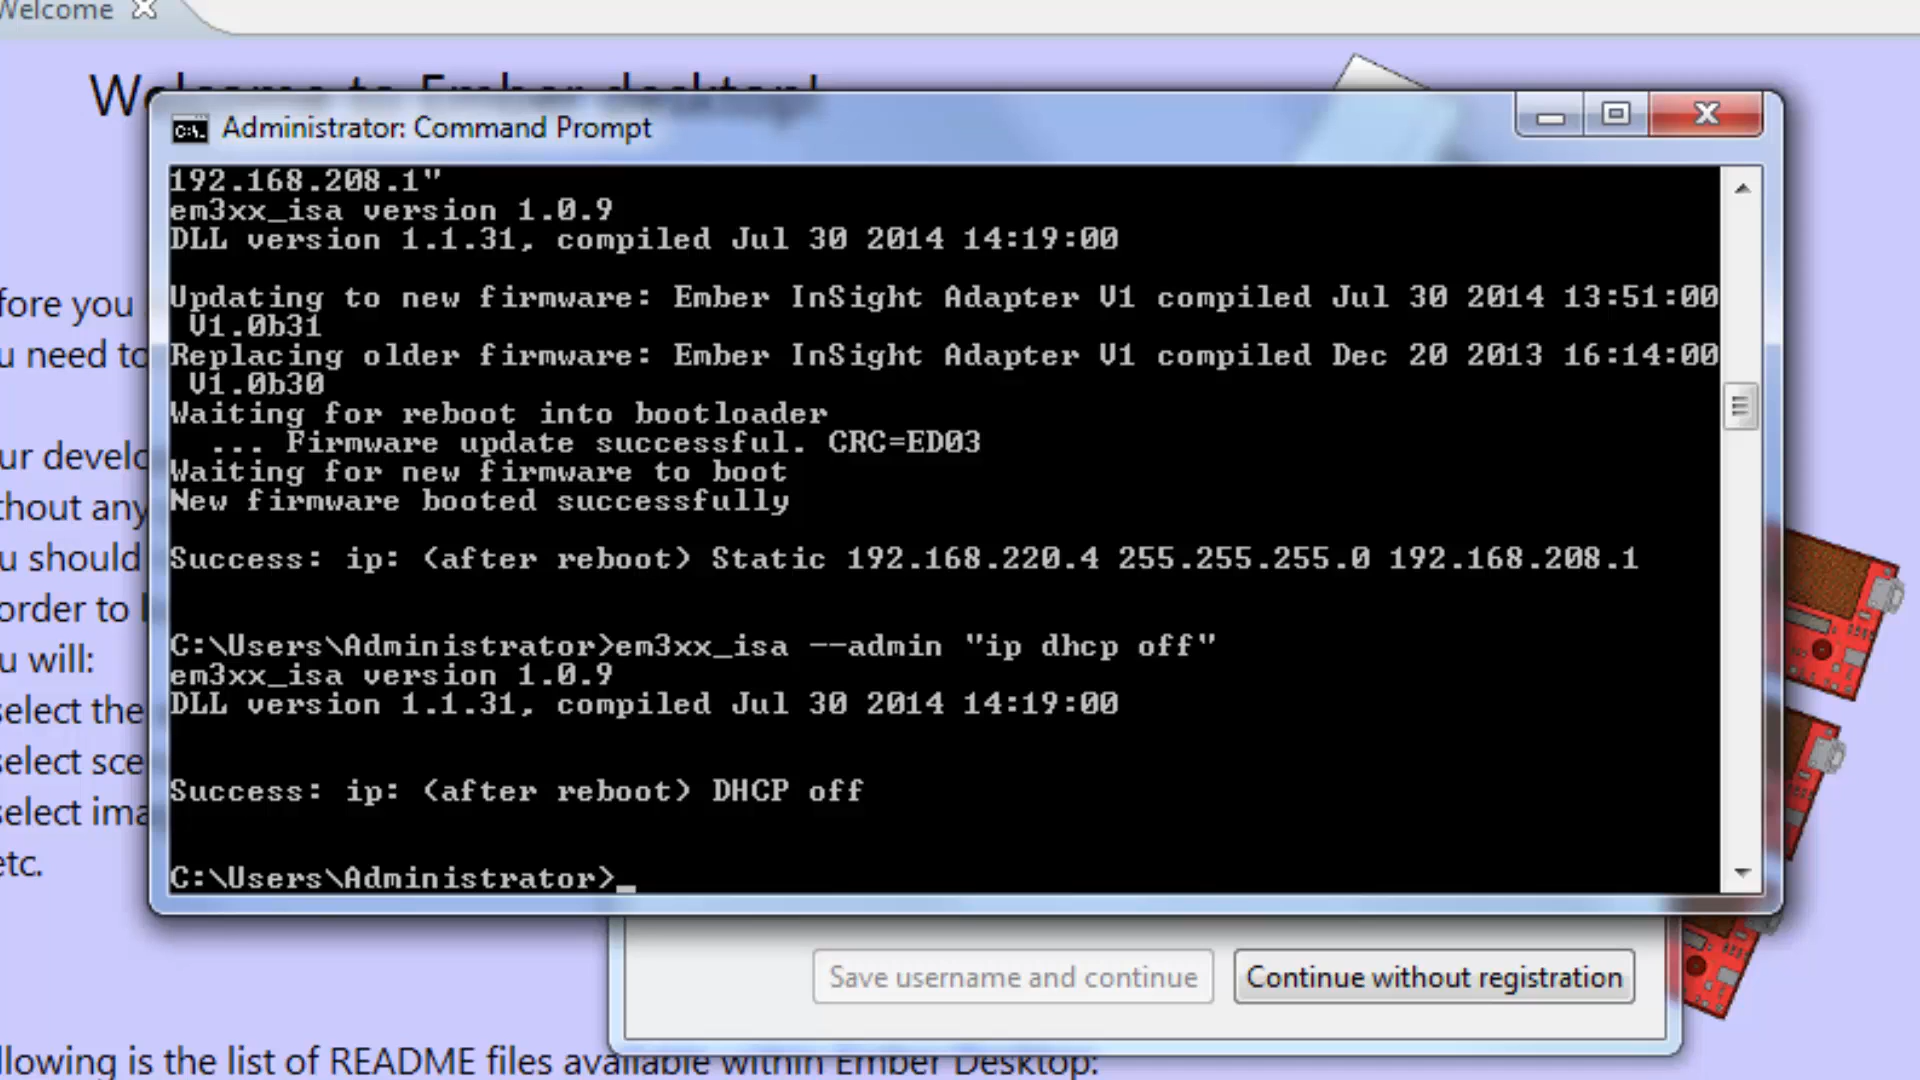 Welcome
Welcome to Ember desktop!
Administrator: Command Prompt
192.168.208.1"
em3xx_isa version 1.0.9
DLL version 1.1.31, compiled Jul 30 2014 14:19:00
Updating to new firmware: Ember InSight Adapter V1 compiled Jul 30 2014 13:51:00
V1.0b31
Replacing older firmware: Ember InSight Adapter V1 compiled Dec 20 2013 16:14:00
V1.0b30
Waiting for reboot into bootloader
... Firmware update successful. CRC=ED03
Waiting for new firmware to boot
New firmware booted successfully
Success: ip: (after reboot) Static 192.168.220.4 255.255.255.0 192.168.208.1
C:\Users\Administrator>em3xx_isa --admin "ip dhcp off"
em3xx_isa version 1.0.9
DLL version 1.1.31, compiled Jul 30 2014 14:19:00
Success: ip: (after reboot) DHCP off
C:\Users\Administrator>_
fore you
u need to
ur develo
thout any
u should
order to
u will:
select the
select sce
select ima
etc.
Save username and continue
Continue without registration
llowing is the list of README files available within Ember Desktop: